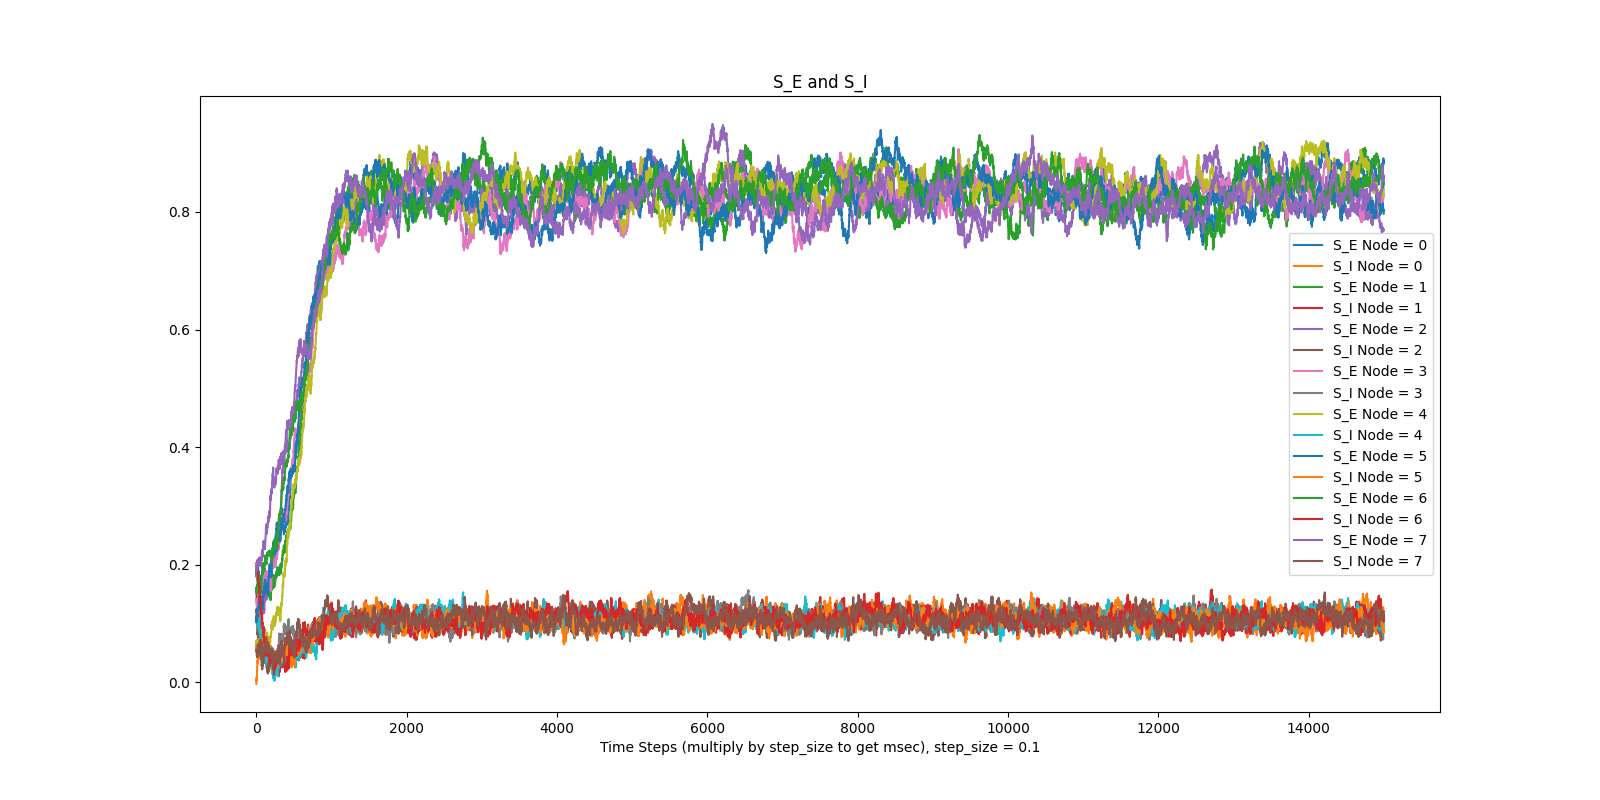 S_E and S_I
0.8
0.6
0.4
0.2
0.0
0 2000 4000 6000 8000 10000 12000 14000
Time Steps (multiply by step_size to get msec), step_size = 0.1
S_E Node = 0
S_I Node = 0
S_E Node = 1
S_I Node = 1
S_E Node = 2
S_I Node = 2
S_E Node = 3
S_I Node = 3
S_E Node = 4
S_I Node = 4
S_E Node = 5
S_I Node = 5
S_E Node = 6
S_I Node = 6
S_E Node = 7
S_I Node = 7